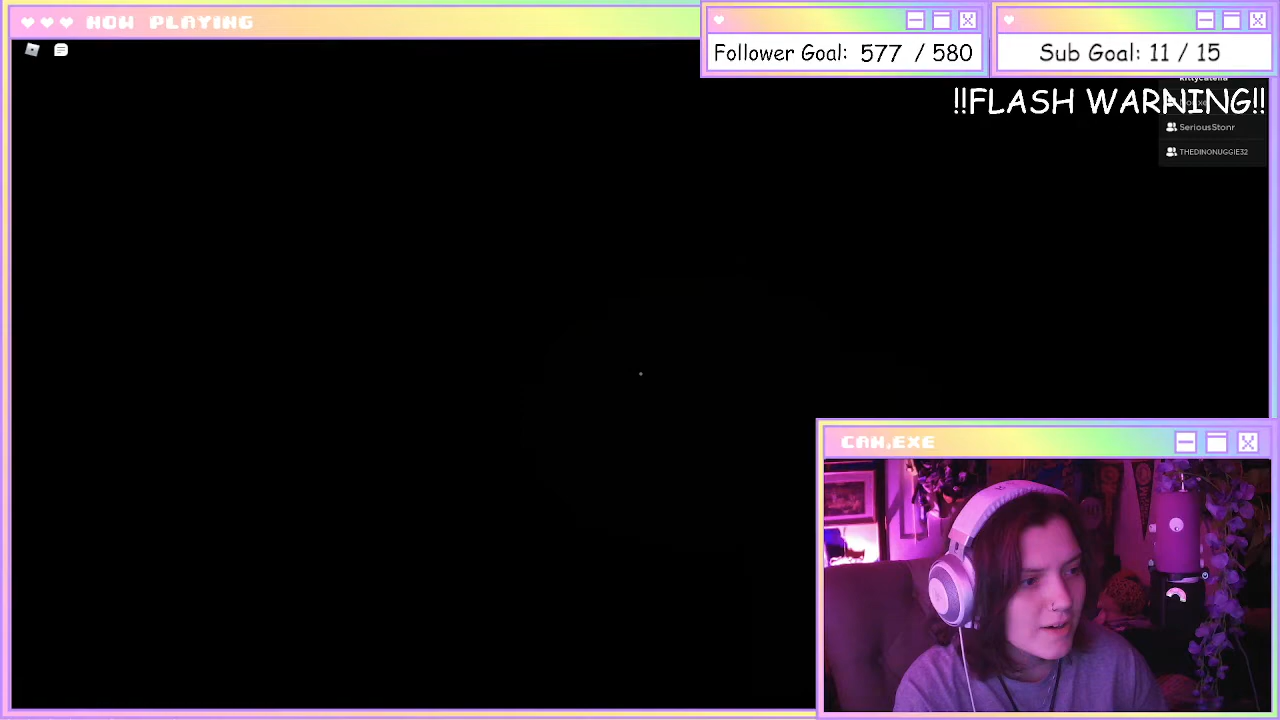 NOW PLAYING
Follower Goal: 577 / 580
Sub Goal: 11 / 15
!!FLASH WARNING!!
SeriousStonr
THEDINONUGGIE32
CAM.EXE